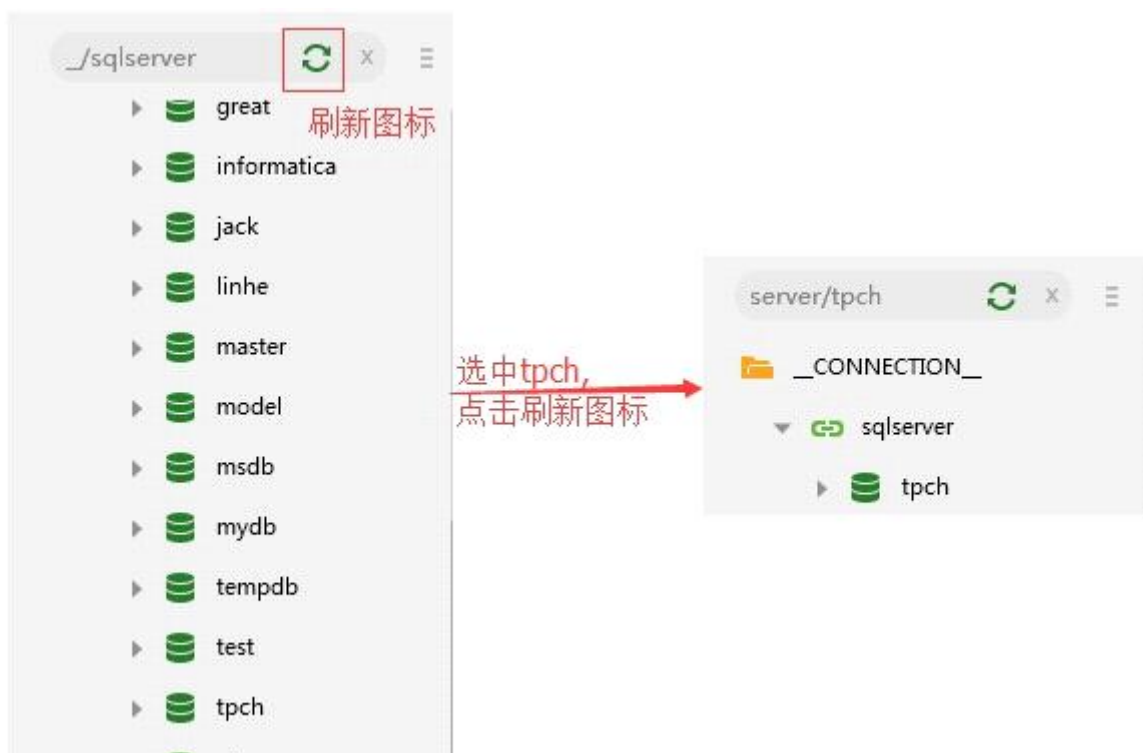 _/sqlserver
x
great
刷新图标
informatica
jack
linhe
master
model
msdb
mydb
tempdb
test
tpch
选中tpch,
点击刷新图标
server/tpch
x
__CONNECTION__
sqlserver
tpch